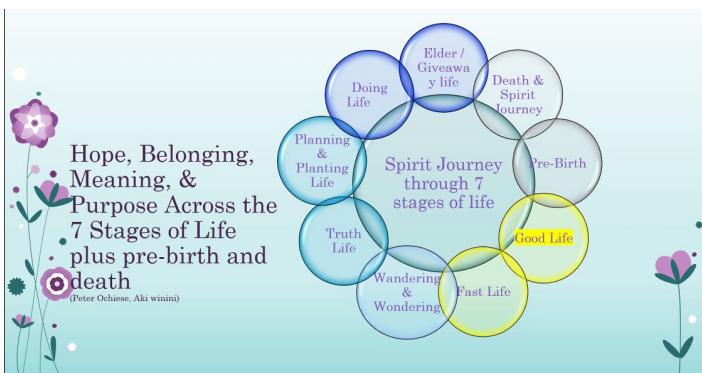 Hope, Belonging,
Meaning, &
Purpose Across the
7 Stages of Life
plus pre-birth and
death
(Peter Ochiese, Aki winini)
Spirit Journey
through 7
stages of life
Elder /
Giveawa
y life
Death &
Spirit
Journey
Pre-Birth
Good Life
Fast Life
Wandering
&
Wondering
Truth
Life
Planning
&
Planting
Life
Doing
Life